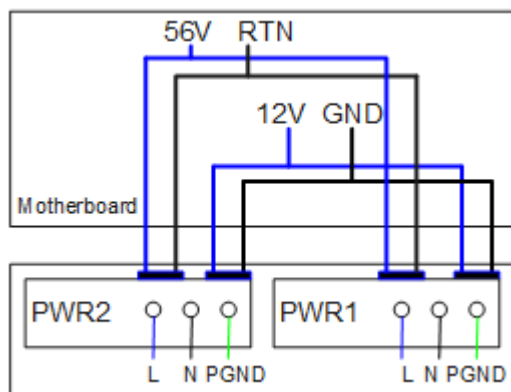 56V RTN
12V GND
Motherboard
PWR2 PWR1
L N PGND L N PGND